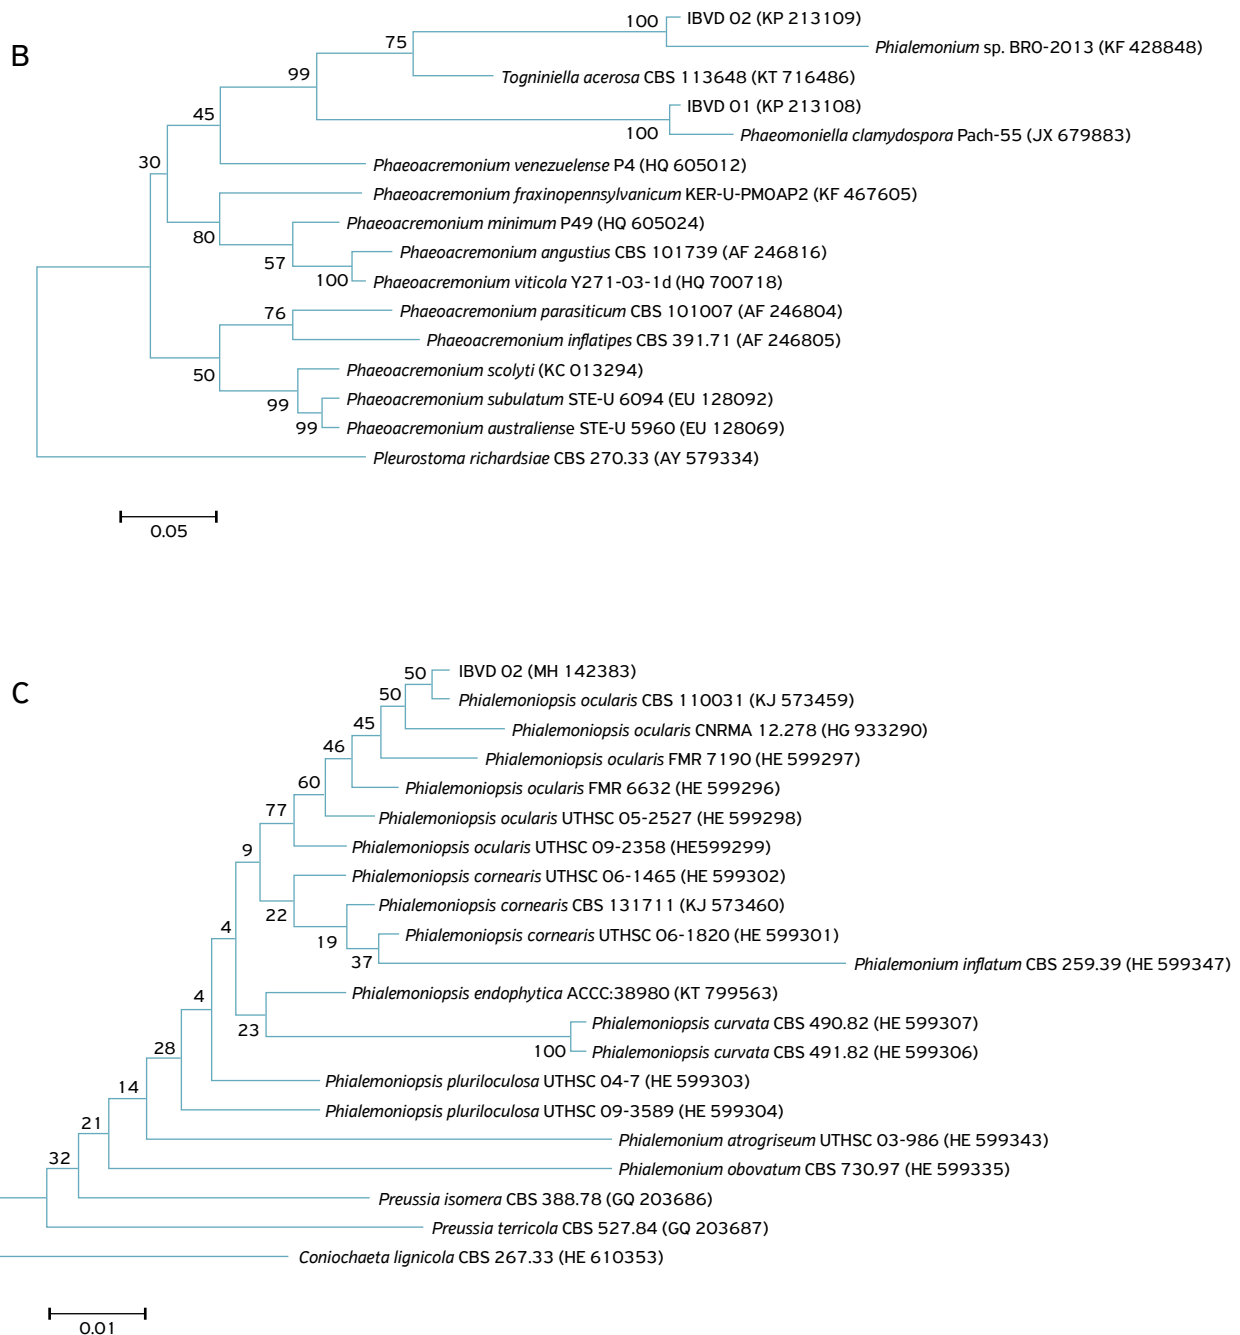 B
100
IBVD 02 (KP 213109)
Phialemonium sp. BRO-2013 (KF 428848)
75
Togniniella acerosa CBS 113648 (KT 716486)
99
IBVD 01 (KP 213108)
100
Phaeomoniella clamydospora Pach-55 (JX 679883)
45
Phaeoacremonium venezuelense P4 (HQ 605012)
30
Phaeoacremonium fraxinopennsylvanicum KER-U-PMOAP2 (KF 467605)
80
Phaeoacremonium minimum P49 (HQ 605024)
57
Phaeoacremonium angustius CBS 101739 (AF 246816)
100
Phaeoacremonium viticola Y271-03-1d (HQ 700718)
76
Phaeoacremonium parasiticum CBS 101007 (AF 246804)
Phaeoacremonium inflatipes CBS 391.71 (AF 246805)
50
Phaeoacremonium scolyti (KC 013294)
99
Phaeoacremonium subulatum STE-U 6094 (EU 128092)
99
Phaeoacremonium australiense STE-U 5960 (EU 128069)
Pleurostoma richardsiae CBS 270.33 (AY 579334)
0.05
C
50
IBVD 02 (MH 142383)
50
Phialemoniopsis ocularis CBS 110031 (KJ 573459)
45
Phialemoniopsis ocularis CNRMA 12.278 (HG 933290)
46
Phialemoniopsis ocularis FMR 7190 (HE 599297)
60
Phialemoniopsis ocularis FMR 6632 (HE 599296)
77
Phialemoniopsis ocularis UTHSC 05-2527 (HE 599298)
9
Phialemoniopsis ocularis UTHSC 09-2358 (HE599299)
Phialemoniopsis cornearis UTHSC 06-1465 (HE 599302)
22
Phialemoniopsis cornearis CBS 131711 (KJ 573460)
4
19
Phialemoniopsis cornearis UTHSC 06-1820 (HE 599301)
37
Phialemonium inflatum CBS 259.39 (HE 599347)
4
Phialemoniopsis endophytica ACCC:38980 (KT 799563)
23
Phialemoniopsis curvata CBS 490.82 (HE 599307)
100
Phialemoniopsis curvata CBS 491.82 (HE 599306)
28
Phialemoniopsis pluriloculosa UTHSC 04-7 (HE 599303)
14
Phialemoniopsis pluriloculosa UTHSC 09-3589 (HE 599304)
21
Phialemonium atrogriseum UTHSC 03-986 (HE 599343)
32
Phialemonium obovatum CBS 730.97 (HE 599335)
Preussia isomera CBS 388.78 (GQ 203686)
Preussia terricola CBS 527.84 (GQ 203687)
Coniochaeta lignicola CBS 267.33 (HE 610353)
0.01